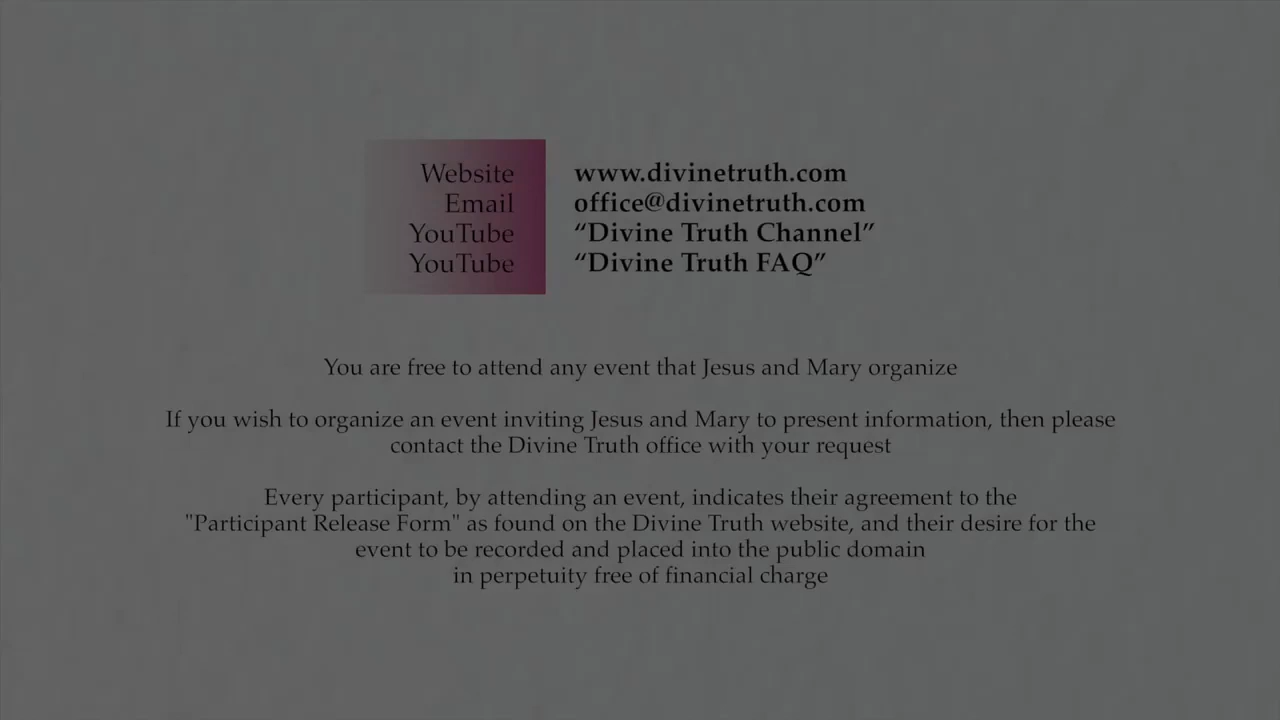 Website www.divinetruth.com
Email office@divinetruth.com
YouTube “Divine Truth Channel”
YouTube “Divine Truth FAQ”
You are free to attend any event that Jesus and Mary organize
If you wish to organize an event inviting Jesus and Mary to present information, then please
contact the Divine Truth office with your request
Every participant, by attending an event, indicates their agreement to the
"Participant Release Form" as found on the Divine Truth website, and their desire for the
event to be recorded and placed into the public domain
in perpetuity free of financial charge